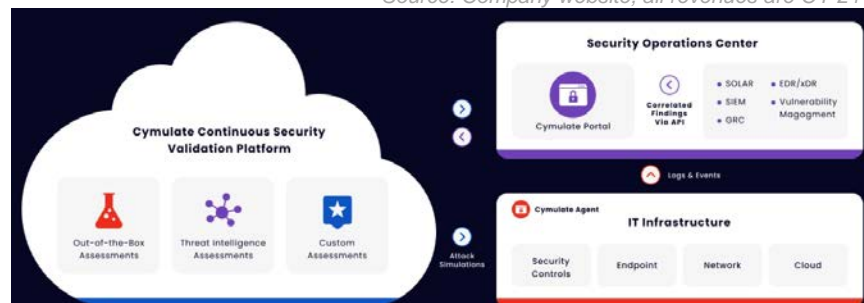 Cymulate Continuous Security
Validation Platform
Out-of-the-Box
Assessments
Threat Intelligence
Assessments
Custom
Assessments
Attack
Simulations
Security Operations Center
Cymulate Portal
Correlated
Findings
Via API
SOLAR
SIEM
GRC
EDR/xDR
Vulnerability
Magagment
Logs & Events
Cymulate Agent
IT Infrastructure
Security
Controls
Endpoint
Network
Cloud